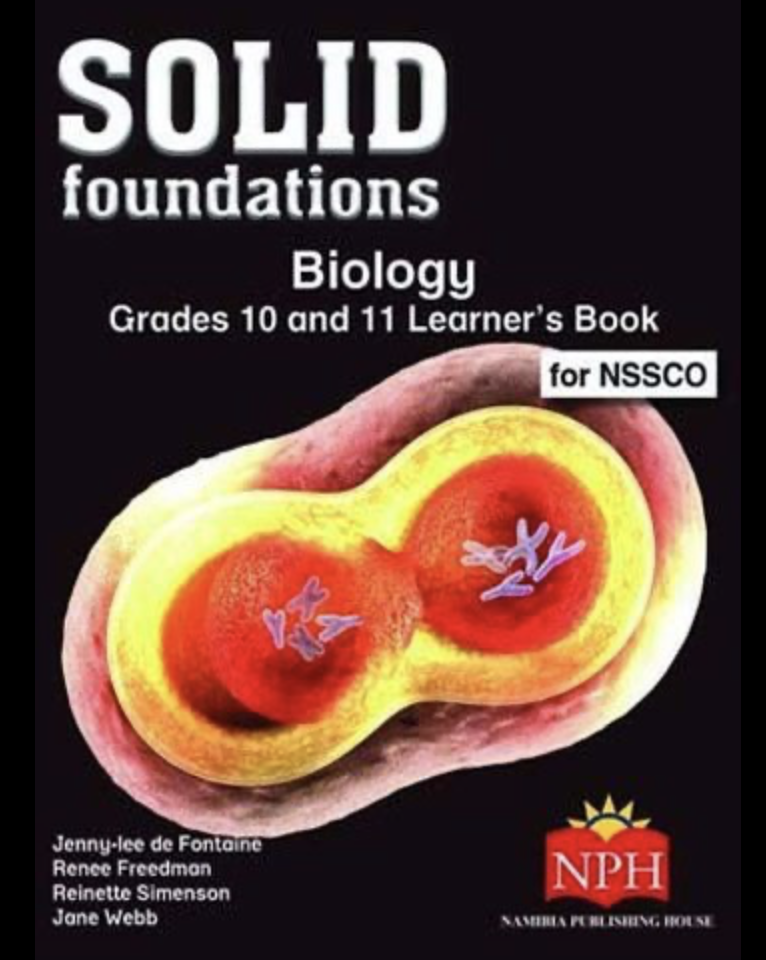 SOLID
foundations
Biology
Grades 10 and 11 Learner's Book
for NSSCO
Jenny-lee de Fontaine
Renee Freedman
Reinette Simenson
Jane Webb
NPH
NAMIBIA PUBLISHING HOUSE